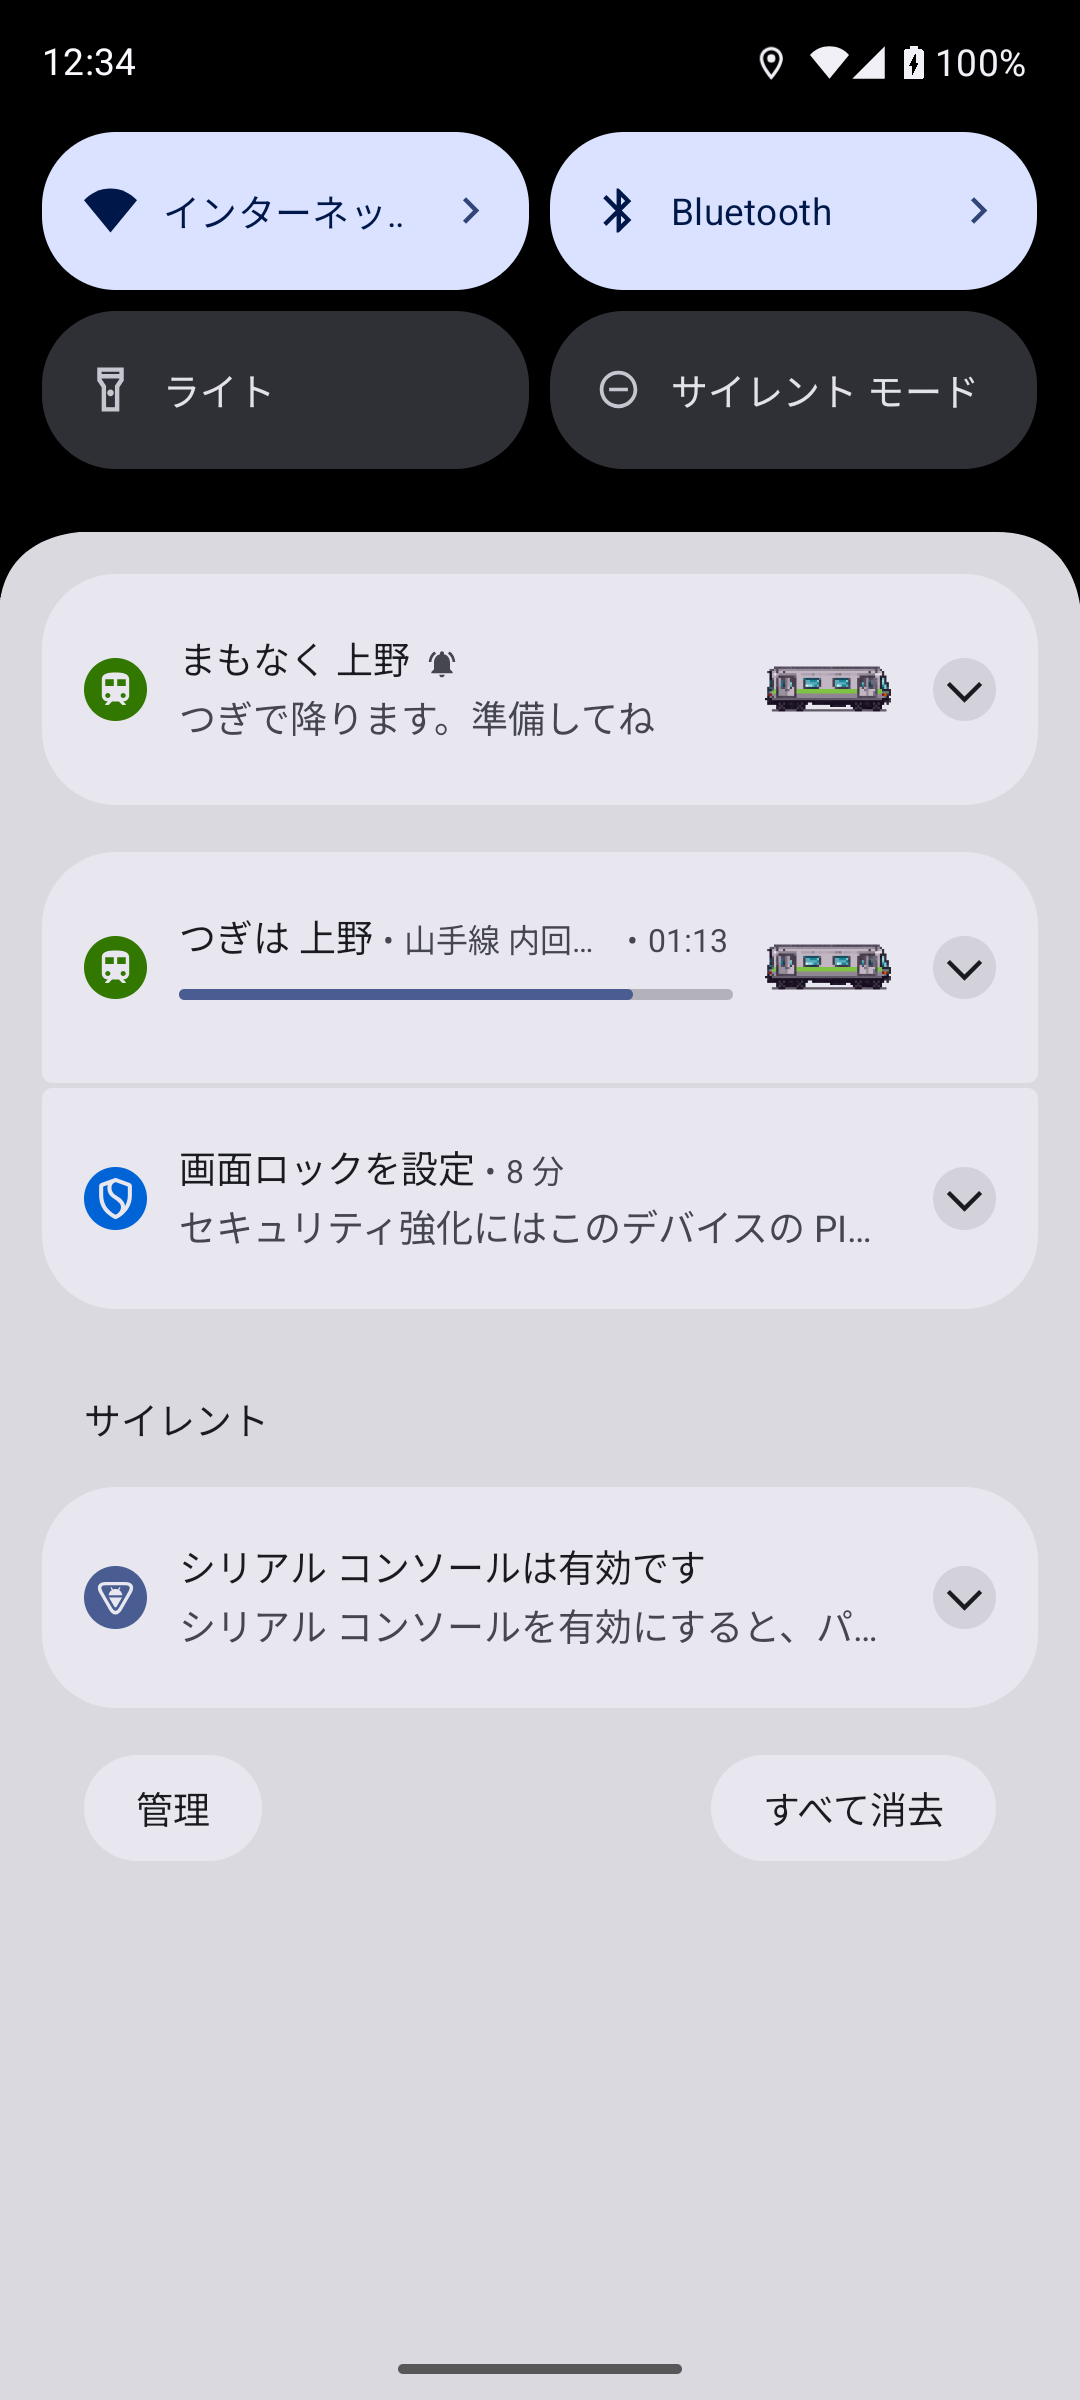 12:34
100%
インターネッ..
Bluetooth
ライト
サイレント モード
まもなく 上野
つぎで降ります。準備してね
つぎは 上野・山手線 内回… ・01:13
画面ロックを設定・8 分
セキュリティ強化にはこのデバイスの PI…
サイレント
シリアル コンソールは有効です
シリアル コンソールを有効にすると、パ…
管理
すべて消去